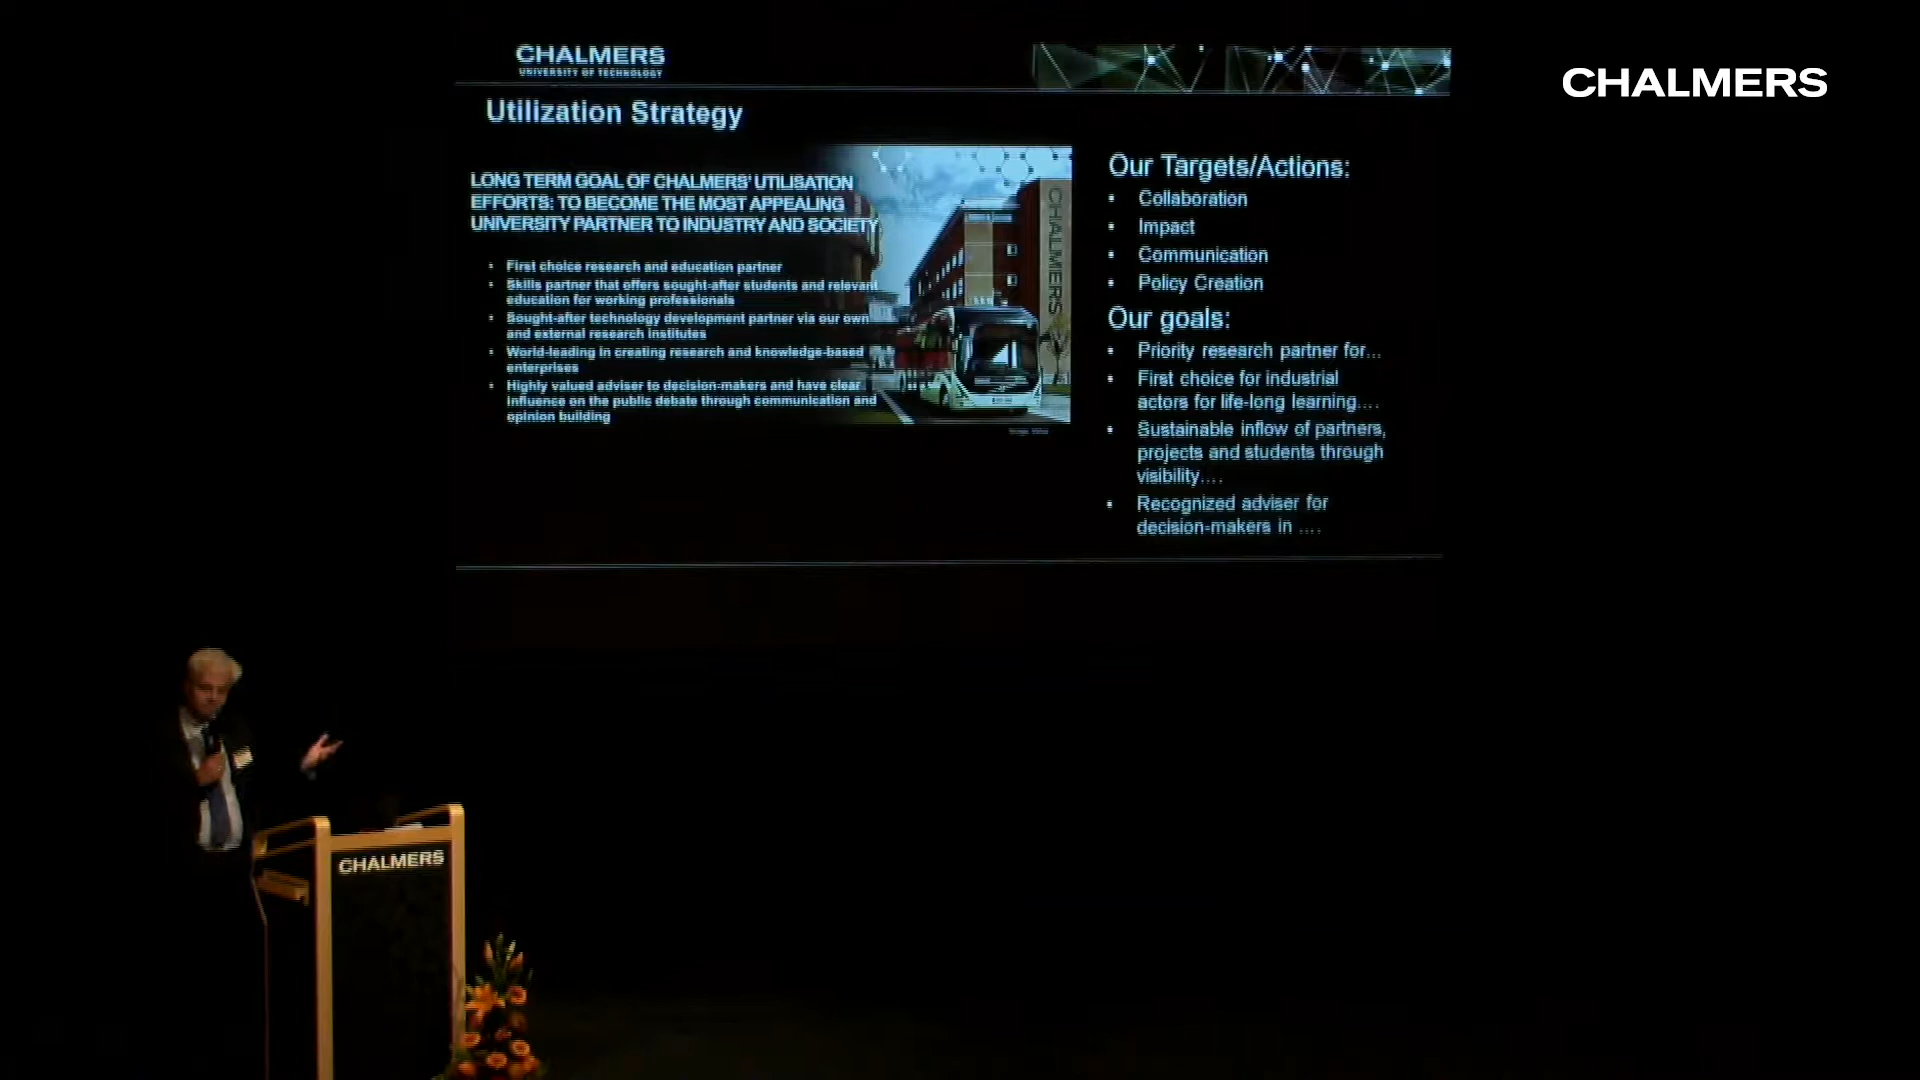 CHALMERS
UNIVERSITY OF TECHNOLOGY
CHALMERS
Utilization Strategy
LONG TERM GOAL OF CHALMERS' UTILISATION
EFFORTS: TO BECOME THE MOST APPEALING
UNIVERSITY PARTNER TO INDUSTRY AND SOCIETY
• First choice research and education partner
• Skills partner that offers sought-after students and relevant
education for working professionals
• Sought-after technology development partner via our own
and external research institutes
• World-leading in creating research and knowledge-based
enterprises
• Highly valued adviser to decision-makers and have clear
influence on the public debate through communication and
opinion building
CHALMERS
Our Targets/Actions:
• Collaboration
• Impact
• Communication
• Policy Creation
Our goals:
• Priority research partner for...
• First choice for industrial
actors for life-long learning....
• Sustainable inflow of partners,
projects and students through
visibility....
• Recognized adviser for
decision-makers in ....
CHALMERS